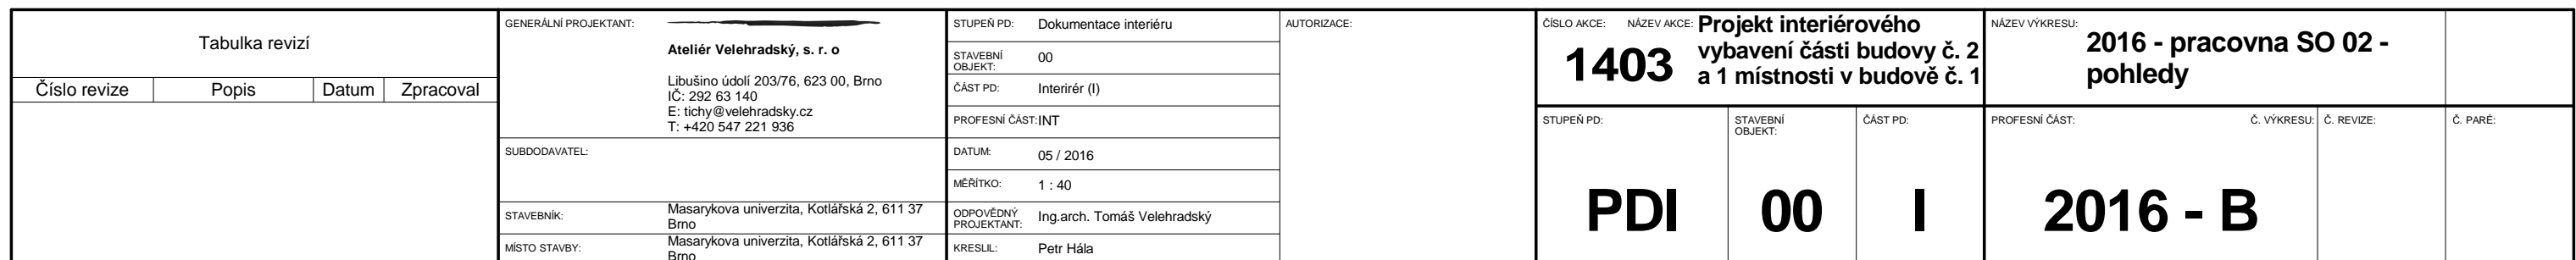 Tabulka revizí
Číslo revize Popis Datum Zpracoval
GENERÁLNÍ PROJEKTANT:
Ateliér Velehradský, s. r. o
Libušino údolí 203/76, 623 00, Brno
IČ: 292 63 140
E: tichy@velehradsky.cz
T: +420 547 221 936
SUBDODAVATEL:
STAVEBNÍK: Masarykova univerzita, Kotlářská 2, 611 37
Brno
MÍSTO STAVBY: Masarykova univerzita, Kotlářská 2, 611 37
Brno
STUPEŇ PD: Dokumentace interiéru
STAVEBNÍ
OBJEKT: 00
ČÁST PD: Interirér (I)
PROFESNÍ ČÁST: INT
DATUM: 05 / 2016
MĚŘÍTKO: 1 : 40
ODPOVĚDNÝ
PROJEKTANT: Ing.arch. Tomáš Velehradský
KRESLIL: Petr Hála
AUTORIZACE:
ČÍSLO AKCE: 1403
NÁZEV AKCE: Projekt interiérového
vybavení části budovy č. 2
a 1 místnosti v budově č. 1
NÁZEV VÝKRESU:
2016 - pracovna SO 02 -
pohledy
STUPEŇ PD:
PDI
STAVEBNÍ
OBJEKT:
00
ČÁST PD:
I
PROFESNÍ ČÁST: Č. VÝKRESU:
2016 - B
Č. REVIZE:
Č. PARÉ: